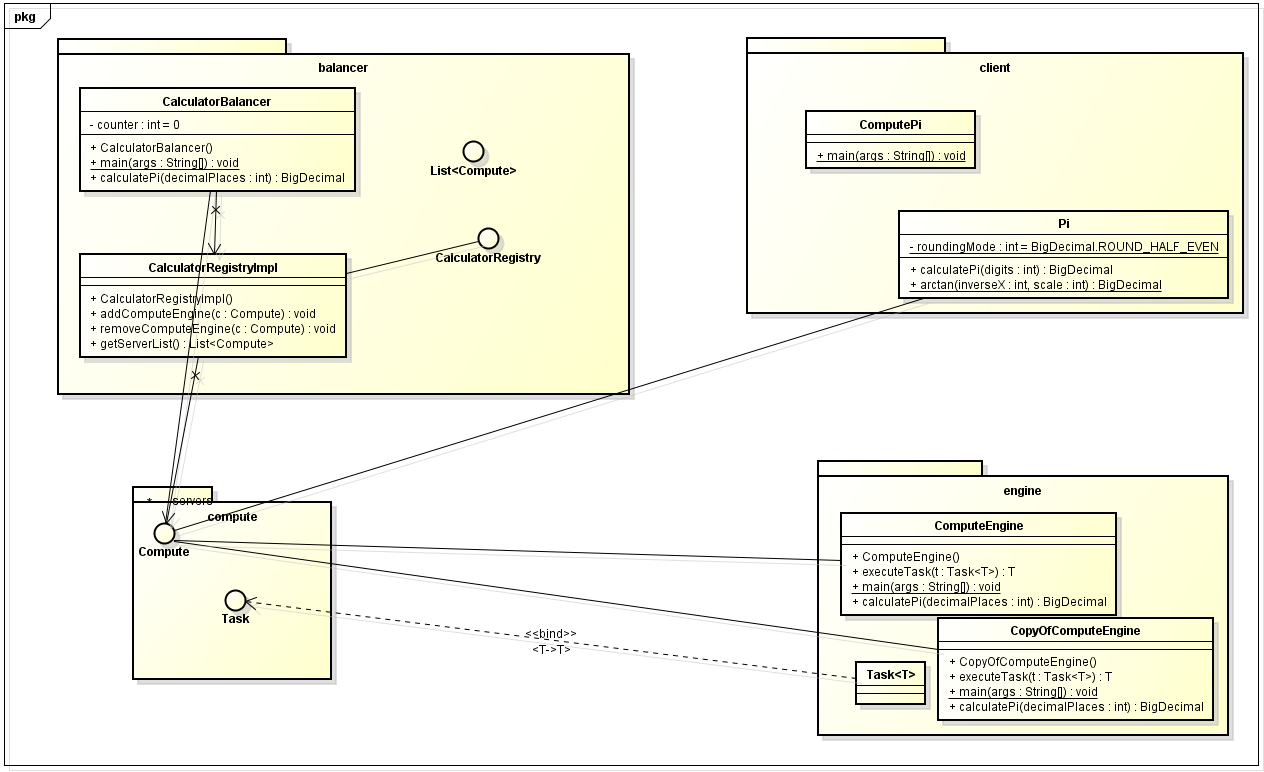 pkg
balancer
CalculatorBalancer
- counter : int = 0
+ CalculatorBalancer()
+ main(args : String[]) : void
+ calculatePi(decimalPlaces : int) : BigDecimal
List<Compute>
CalculatorRegistry
CalculatorRegistryImpl
+ CalculatorRegistryImpl()
+ addComputeEngine(c : Compute) : void
+ removeComputeEngine(c : Compute) : void
+ getServerList() : List<Compute>
client
ComputePi
+ main(args : String[]) : void
Pi
- roundingMode : int = BigDecimal.ROUND_HALF_EVEN
+ calculatePi(digits : int) : BigDecimal
+ arctan(inverseX : int, scale : int) : BigDecimal
* servers
compute
Compute
Task
<<bind>>
<T->T>
engine
ComputeEngine
+ ComputeEngine()
+ executeTask(t : Task<T>) : T
+ main(args : String[]) : void
+ calculatePi(decimalPlaces : int) : BigDecimal
CopyOfComputeEngine
+ CopyOfComputeEngine()
+ executeTask(t : Task<T>) : T
+ main(args : String[]) : void
+ calculatePi(decimalPlaces : int) : BigDecimal
Task<T>